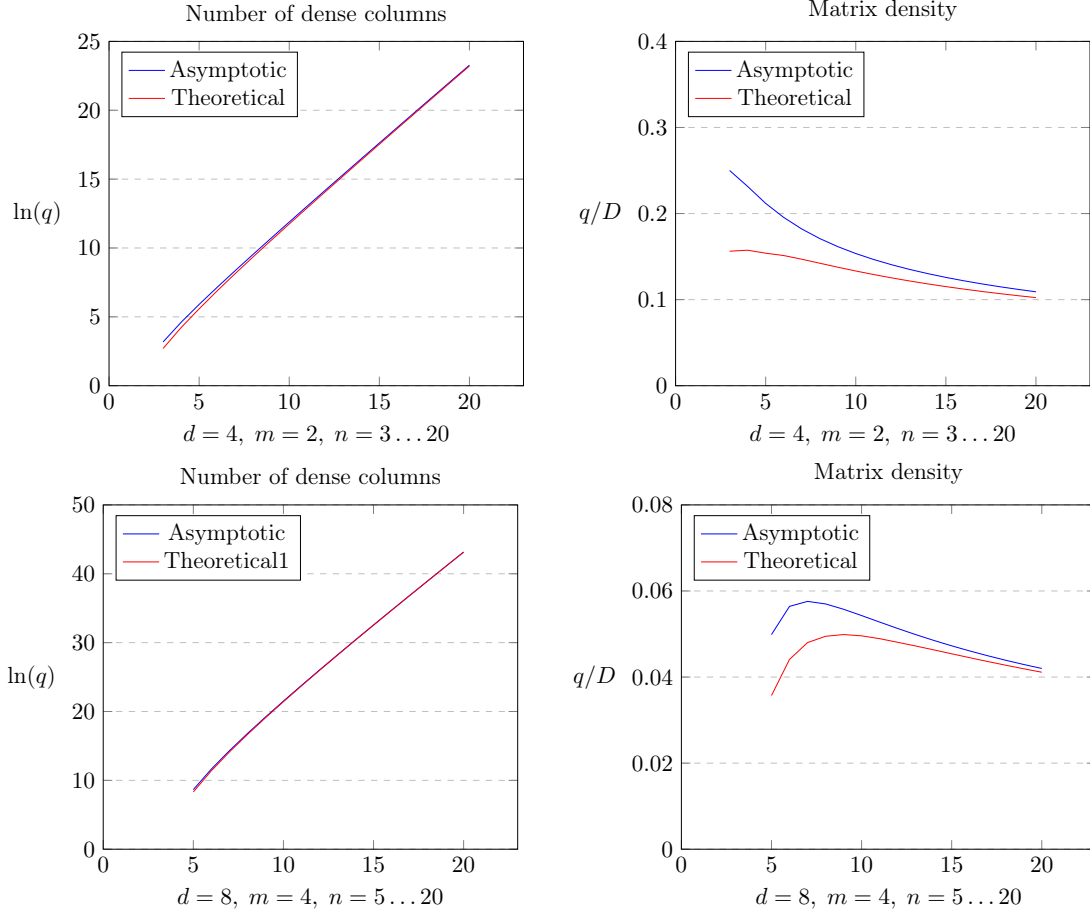 Number of dense columns
25
20
15
10
5
0
ln(q)
Asymptotic
Theoretical
0 5 10 15 20
d = 4, m = 2, n = 3 . . . 20
Matrix density
0.4
0.3
0.2
0.1
0
q/D
Asymptotic
Theoretical
0 5 10 15 20
d = 4, m = 2, n = 3 . . . 20
Number of dense columns
50
40
30
20
10
0
ln(q)
Asymptotic
Theoretical1
0 5 10 15 20
d = 8, m = 4, n = 5 . . . 20
Matrix density
0.08
0.06
0.04
0.02
0
q/D
Asymptotic
Theoretical
0 5 10 15 20
d = 8, m = 4, n = 5 . . . 20